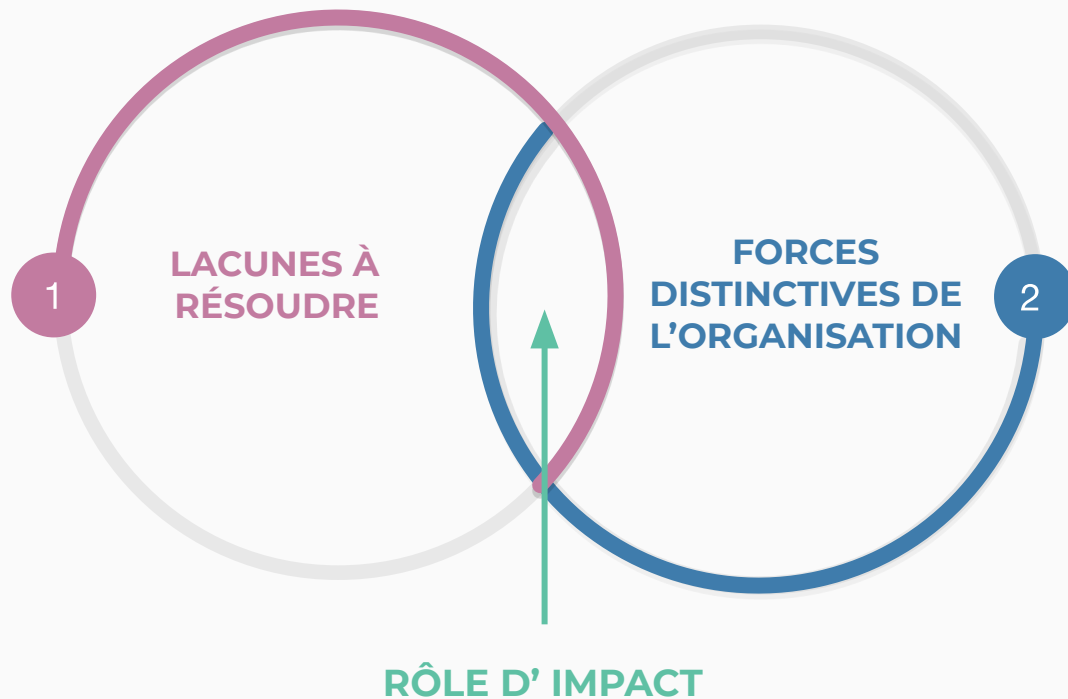 1
LACUNES À
RÉSOUDRE
FORCES
DISTINCTIVES DE
L’ORGANISATION
2
RÔLE D’ IMPACT